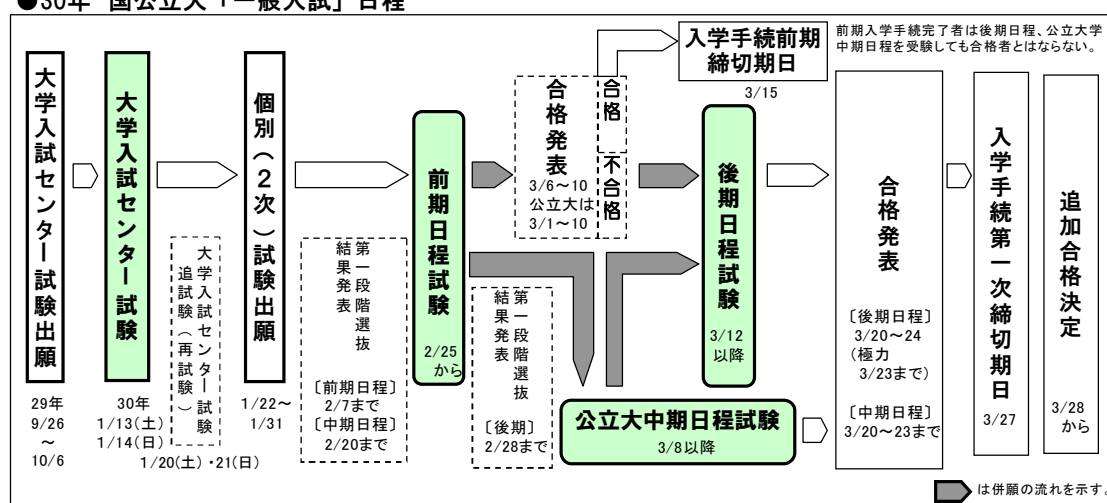 ●30年 国公立大「一般入試」日程
大学入試センター試験出願
29年
9/26
～
10/6
大学入試センター試験
30年
1/13(土)
1/14(日)
大学入試センター試験
追試験（再試験）
1/20(土)・21(日)
個別（２次）試験出願
1/22～
1/31
第一段階選抜
結果発表
〔前期日程〕
2/7まで
〔中期日程〕
2/20まで
前期日程試験
2/25
から
合格発表
3/6～10
公立大は
3/1～10
合格
不合格
入学手続前期
締切期日
3/15
前期入学手続完了者は後期日程、公立大学
中期日程を受験しても合格者とはならない。
第一段階選抜
結果発表
〔後期〕
2/28まで
後期日程試験
3/12
以降
公立大中期日程試験
3/8以降
合格発表
〔後期日程〕
3/20～24
(極力
3/23まで)
〔中期日程〕
3/20～23まで
入学手続第一次締切期日
3/27
追加合格決定
3/28
から
は併願の流れを示す。